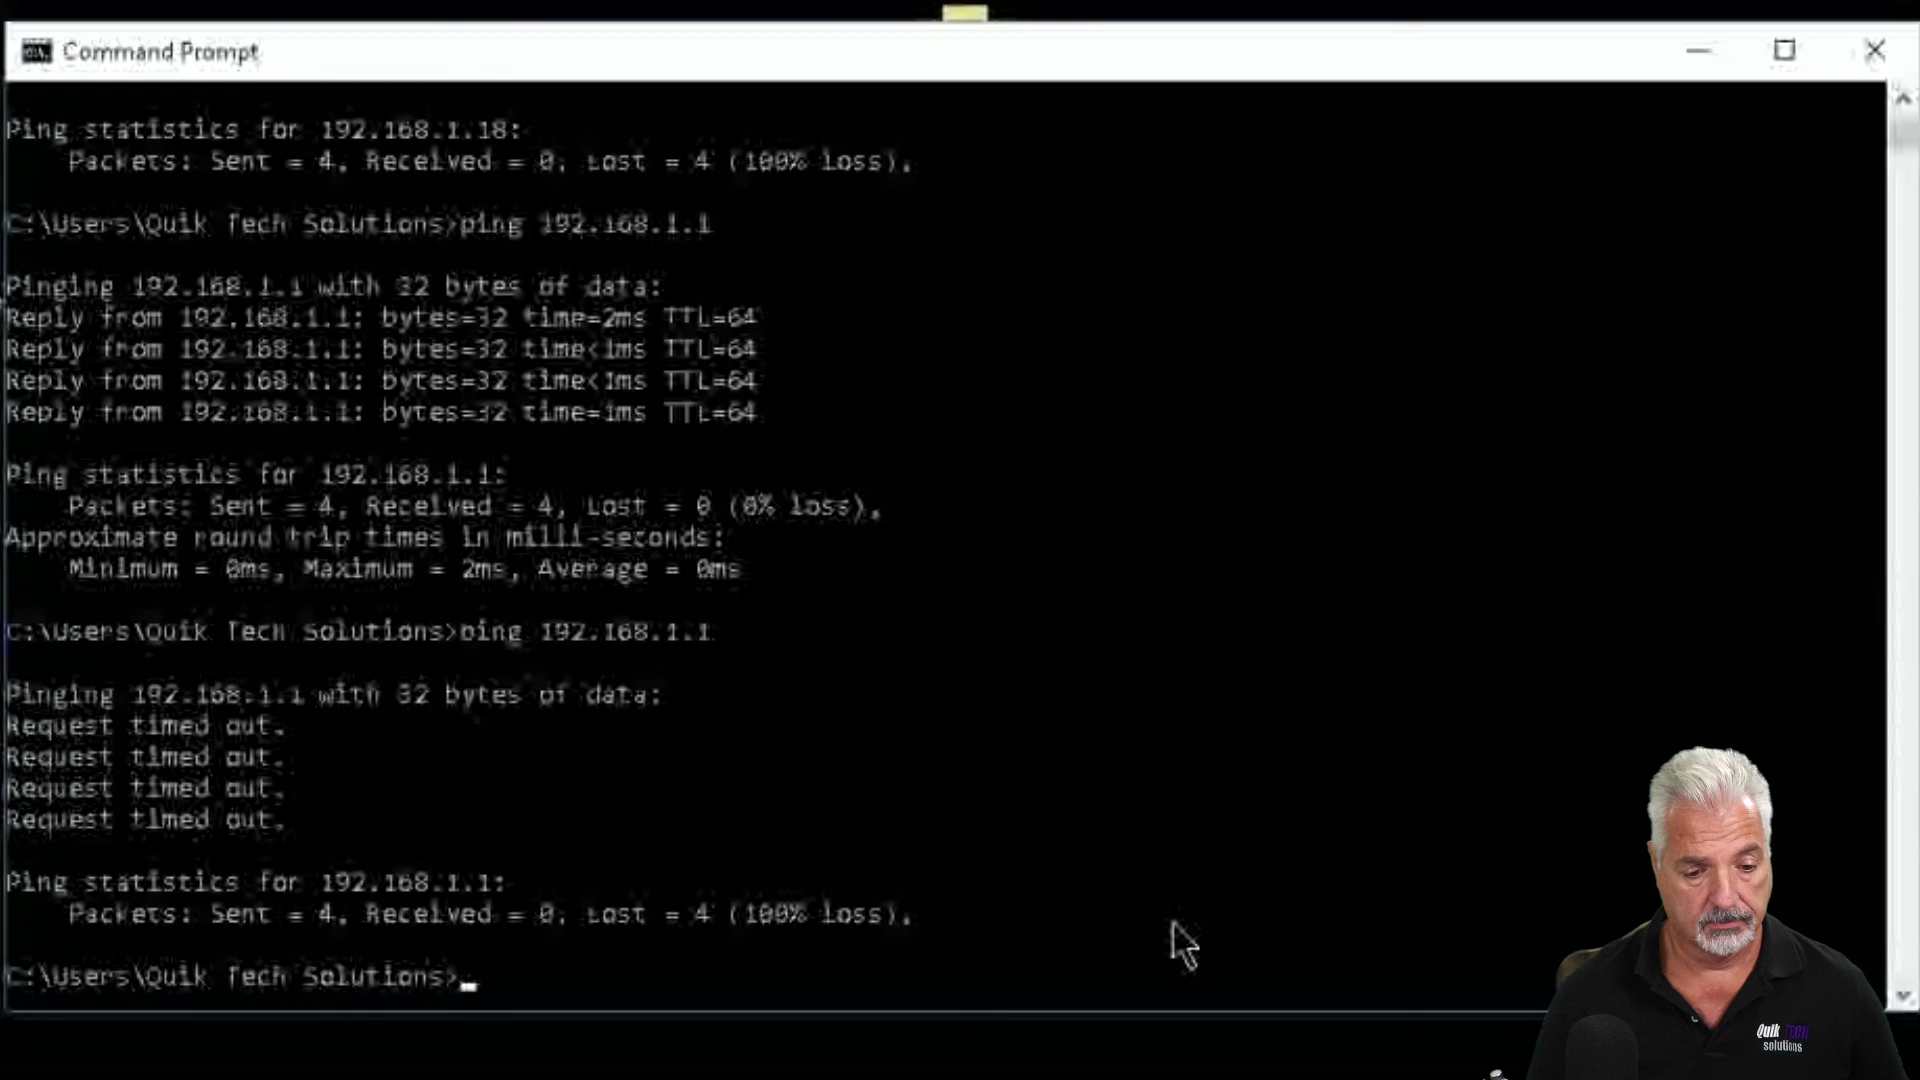 Command Prompt
Ping statistics for 192.168.1.18:
Packets: Sent = 4, Received = 0, Lost = 4 (100% loss),
C:\Users\Quik Tech Solutions>ping 192.168.1.1
Pinging 192.168.1.1 with 32 bytes of data:
Reply from 192.168.1.1: bytes=32 time=2ms TTL=64
Reply from 192.168.1.1: bytes=32 time<1ms TTL=64
Reply from 192.168.1.1: bytes=32 time<1ms TTL=64
Reply from 192.168.1.1: bytes=32 time=1ms TTL=64
Ping statistics for 192.168.1.1:
Packets: Sent = 4, Received = 4, Lost = 0 (0% loss),
Approximate round trip times in milli-seconds:
Minimum = 0ms, Maximum = 2ms, Average = 0ms
C:\Users\Quik Tech Solutions>ping 192.168.1.1
Pinging 192.168.1.1 with 32 bytes of data:
Request timed out.
Request timed out.
Request timed out.
Request timed out.
Ping statistics for 192.168.1.1:
Packets: Sent = 4, Received = 0, Lost = 4 (100% loss),
C:\Users\Quik Tech Solutions>
Quik Tech
solutions